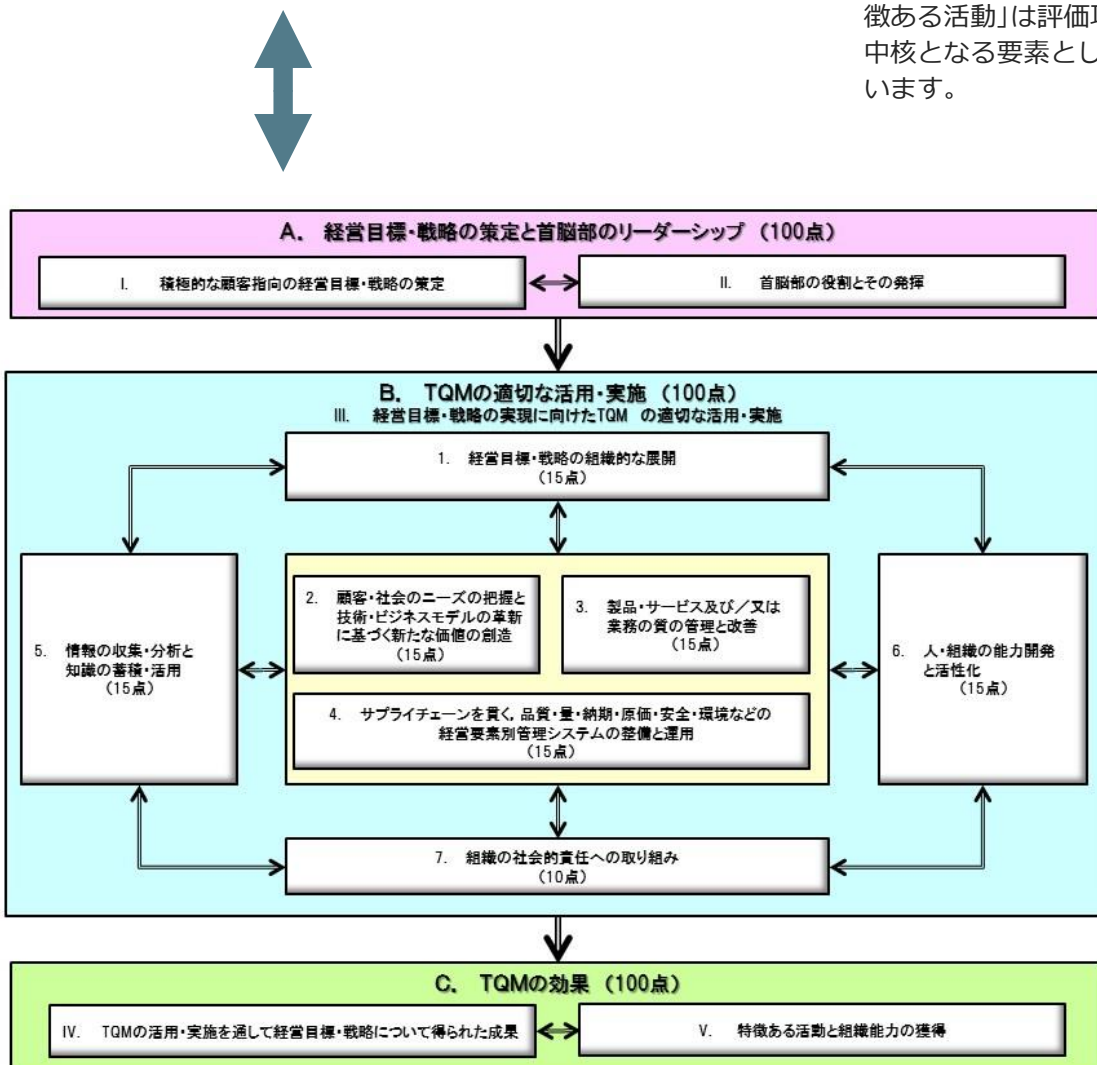 徴ある活動」は評価項
中核となる要素とし
います。
A. 経営目標・戦略の策定と首脳部のリーダーシップ (100点)
I. 積極的な顧客指向の経営目標・戦略の策定
II. 首脳部の役割とその発揮
B. TQMの適切な活用・実施 (100点)
III. 経営目標・戦略の実現に向けたTQM の適切な活用・実施
1. 経営目標・戦略の組織的な展開
(15点)
2. 顧客・社会のニーズの把握と
技術・ビジネスモデルの革新
に基づく新たな価値の創造
(15点)
3. 製品・サービス及び/又は
業務の質の管理と改善
(15点)
4. サプライチェーンを貫く,品質・量・納期・原価・安全・環境などの
経営要素別管理システムの整備と運用
(15点)
5. 情報の収集・分析と
知識の蓄積・活用
(15点)
6. 人・組織の能力開発
と活性化
(15点)
7. 組織の社会的責任への取り組み
(10点)
C. TQMの効果 (100点)
IV. TQMの活用・実施を通して経営目標・戦略について得られた成果
V. 特徴ある活動と組織能力の獲得